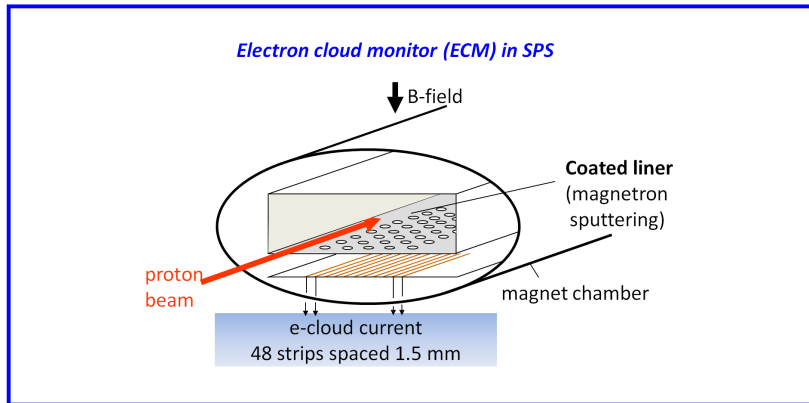 Electron cloud monitor (ECM) in SPS
B-field
Coated liner
(magnetron
sputtering)
proton
beam
magnet chamber
e-cloud current
48 strips spaced 1.5 mm